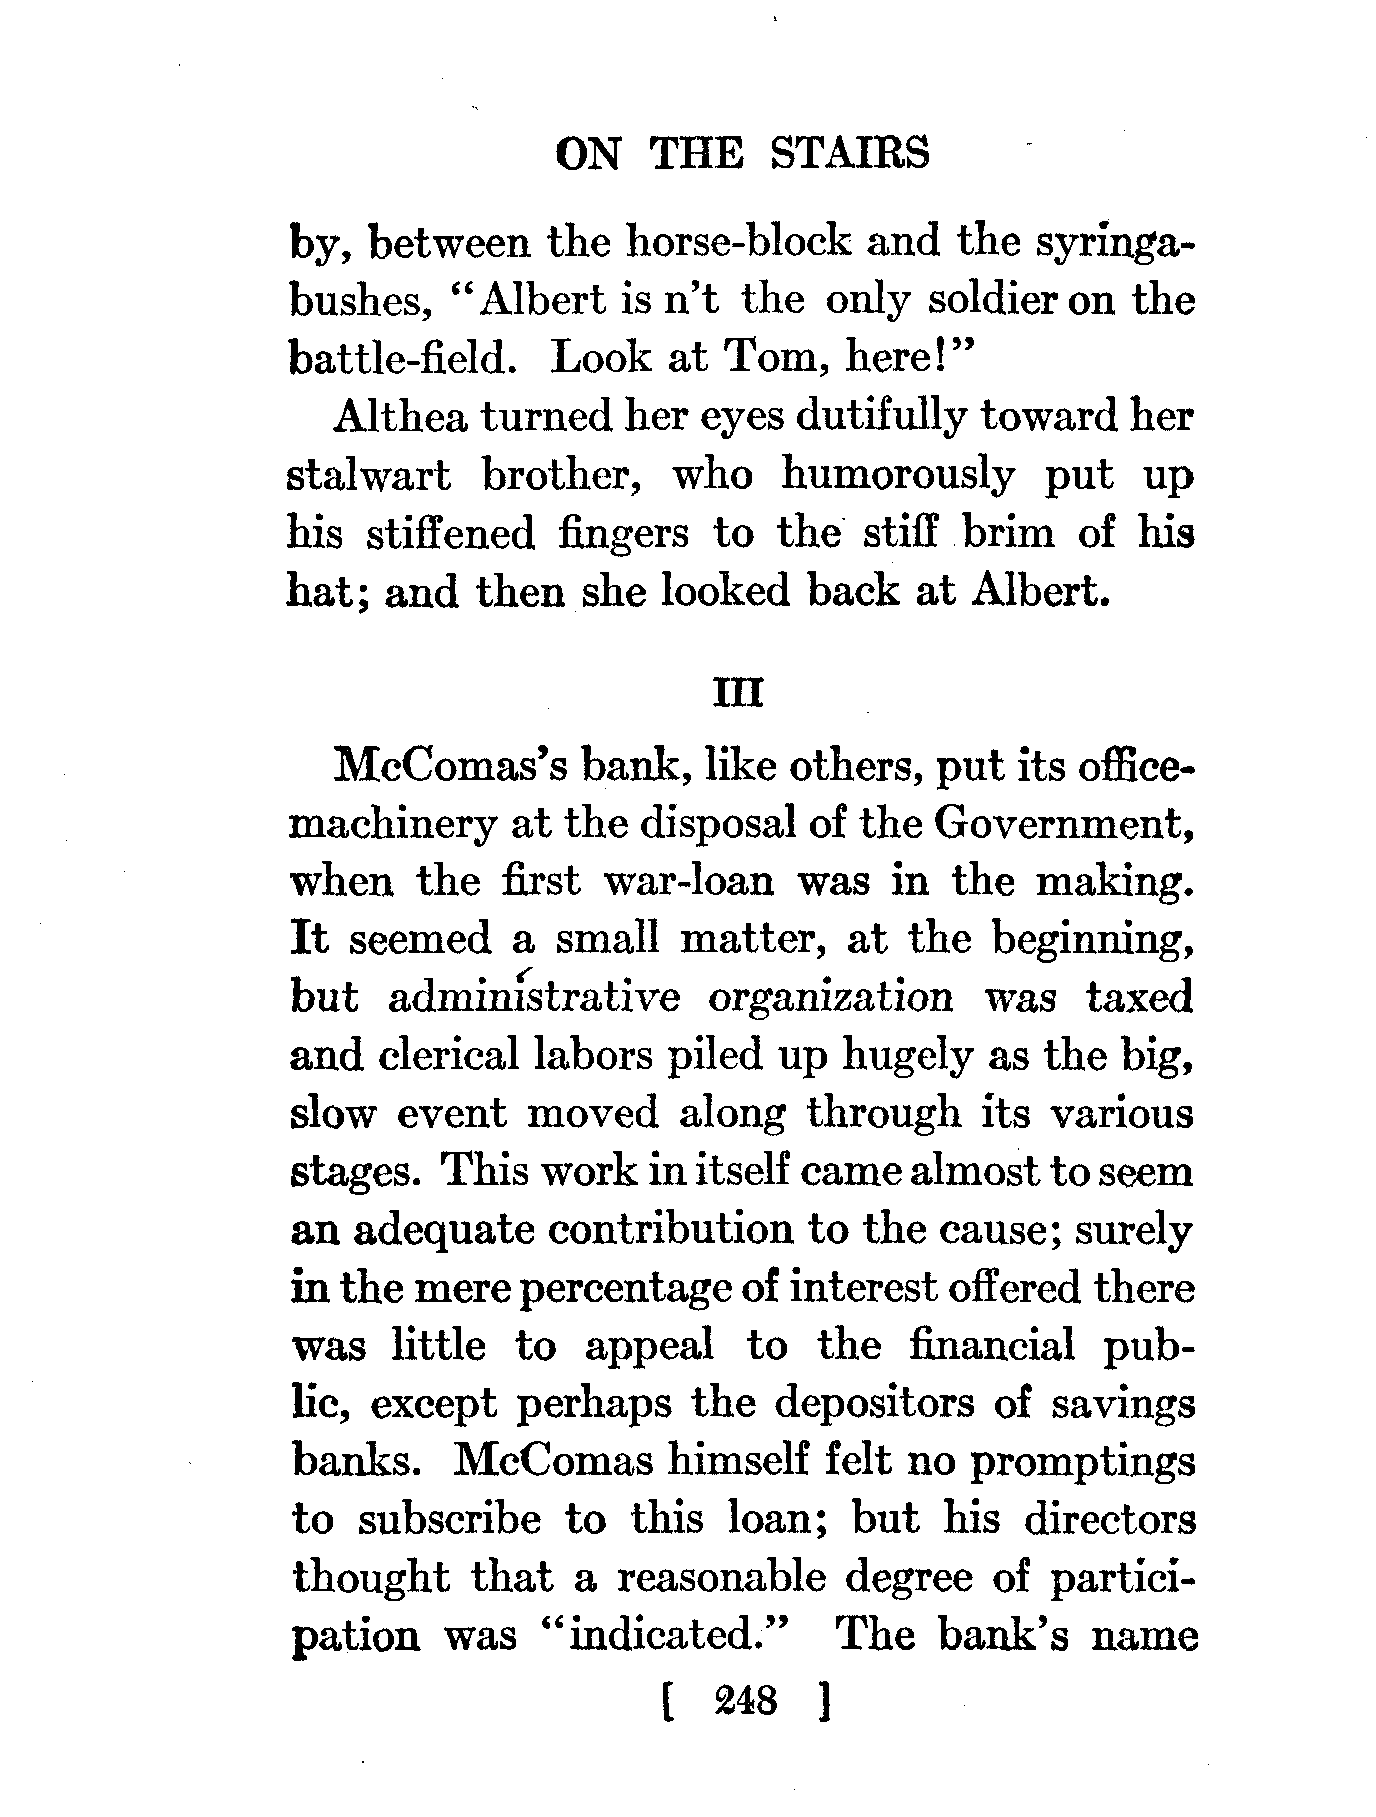 ON THE STAIRS
by, between the horse-block and the syringa-
bushes, “Albert is n't the only soldier on the
battle-field. Look at Tom, here!”
Althea turned her eyes dutifully toward her
stalwart brother, who humorously put up
his stiffened fingers to the stiff brim of his
hat; and then she looked back at Albert.
III
McComas's bank, like others, put its office-
machinery at the disposal of the Government,
when the first war-loan was in the making.
It seemed a small matter, at the beginning,
but administrative organization was taxed
and clerical labors piled up hugely as the big,
slow event moved along through its various
stages. This work in itself came almost to seem
an adequate contribution to the cause; surely
in the mere percentage of interest offered there
was little to appeal to the financial pub-
lic, except perhaps the depositors of savings
banks. McComas himself felt no promptings
to subscribe to this loan; but his directors
thought that a reasonable degree of partici-
pation was “indicated.” The bank's name
[ 248 ]